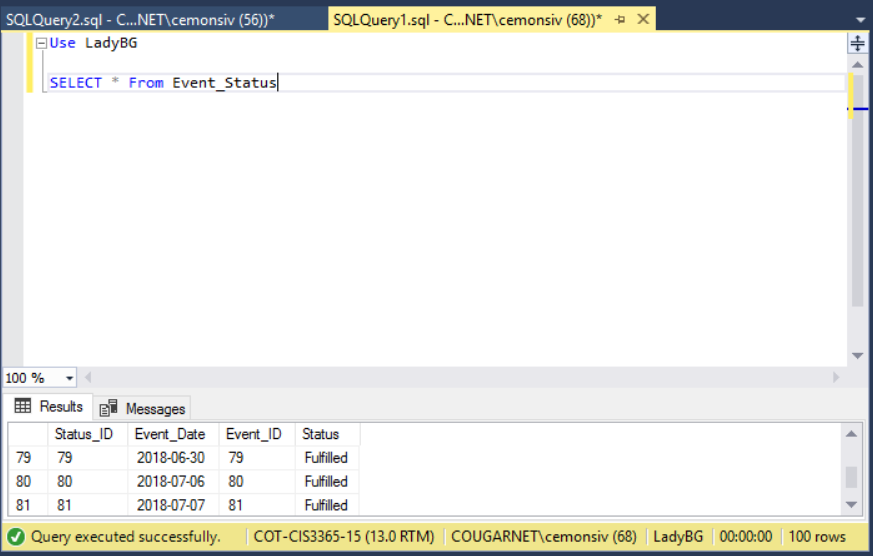 SQLQuery2.sql - C...NET\cemonsiv (56))* SQLQuery1.sql - C...NET\cemonsiv (68))*
Use LadyBG
SELECT * From Event_Status
100 %
Results Messages
Status_ID Event_Date Event_ID Status
79 79 2018-06-30 79 Fulfilled
80 80 2018-07-06 80 Fulfilled
81 81 2018-07-07 81 Fulfilled
Query executed successfully. COT-CIS3365-15 (13.0 RTM) COUGARNET\cemonsiv (68) LadyBG 00:00:00 100 rows